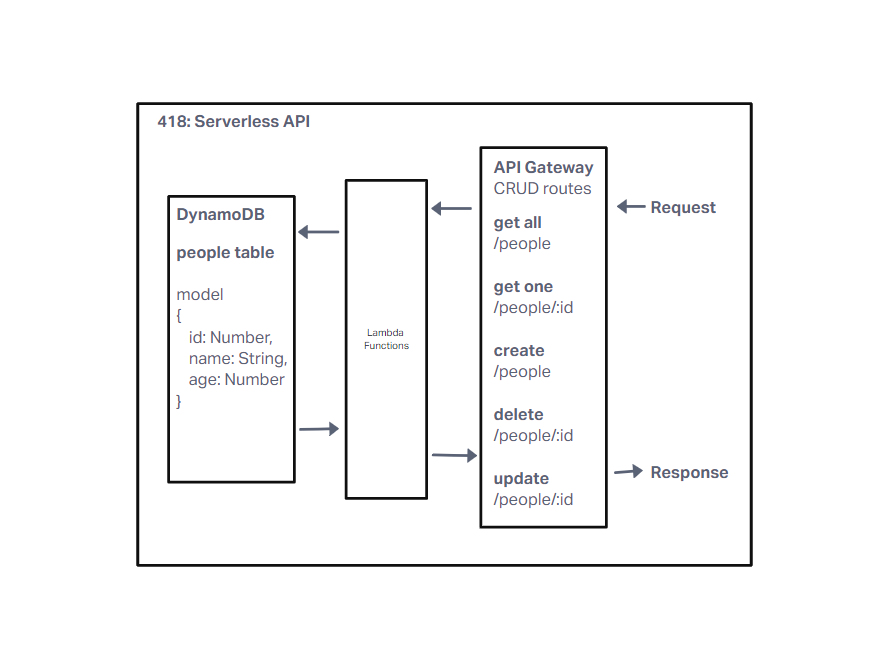 418: Serverless API
DynamoDB
people table
model
{
id: Number,
name: String,
age: Number
}
Lambda
Functions
API Gateway
CRUD routes
get all
/people
get one
/people/:id
create
/people
delete
/people/:id
update
/people/:id
Request
Response